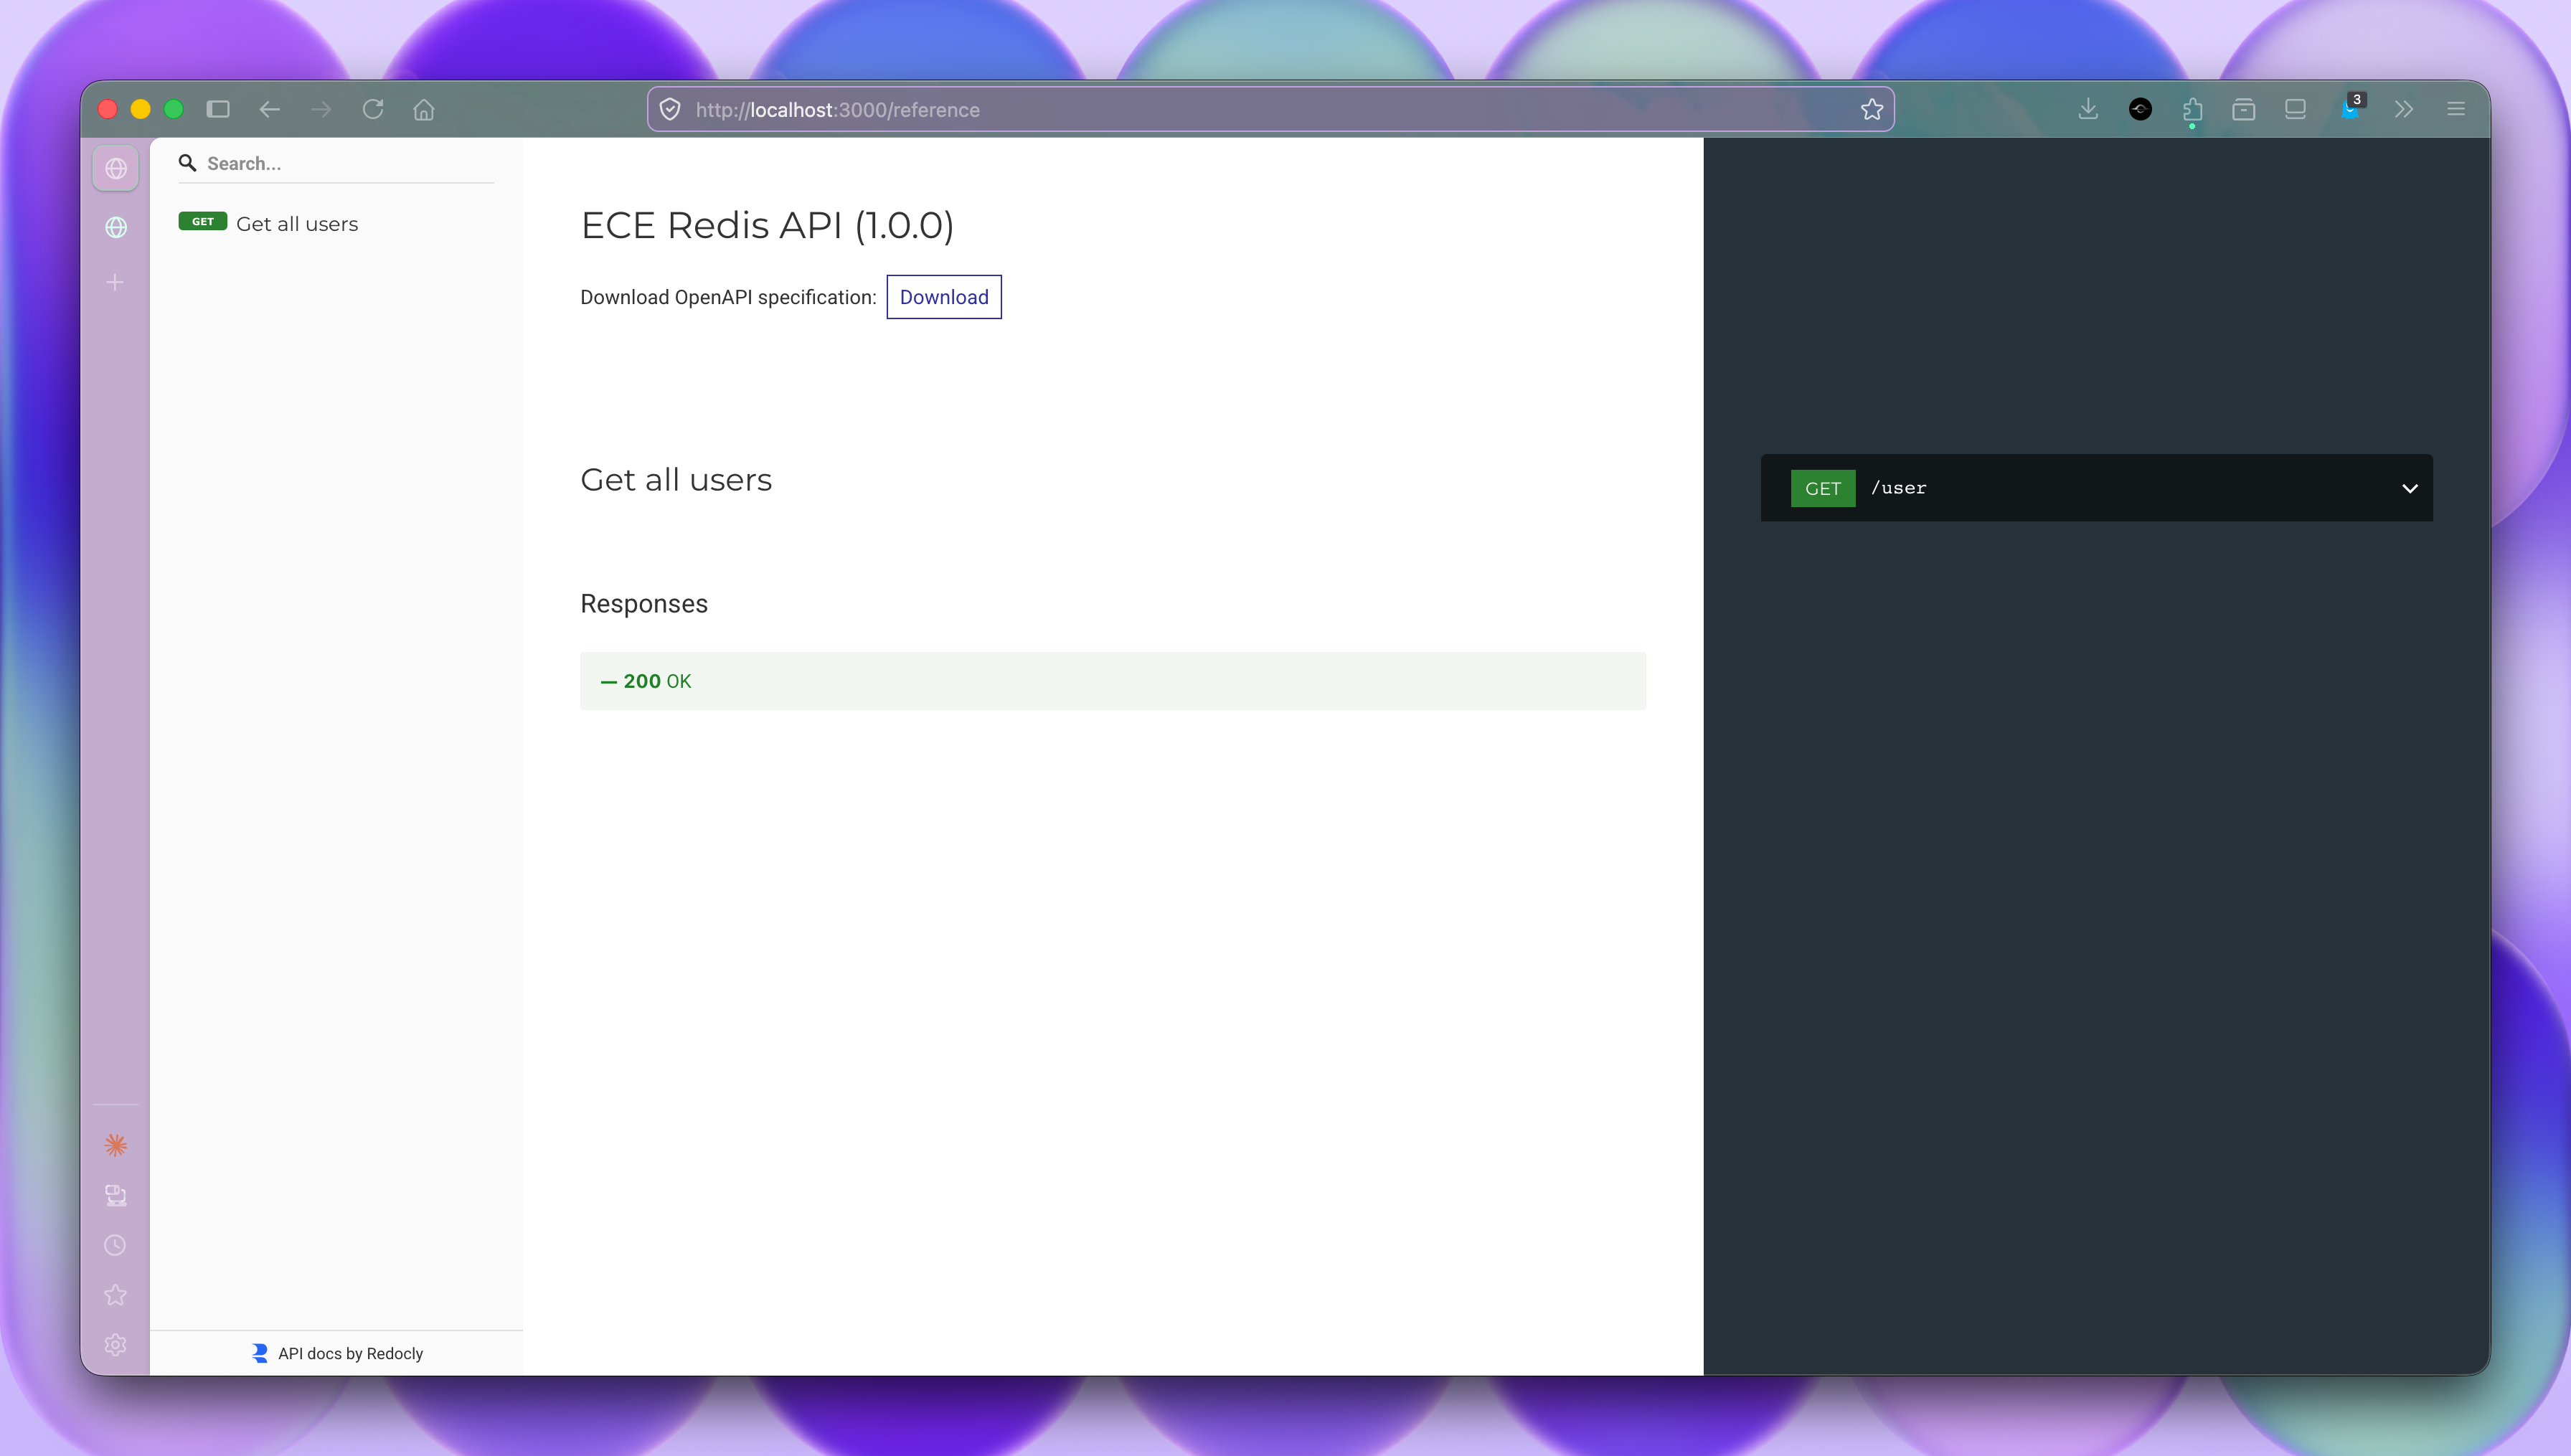 http://localhost:3000/reference
3
Search...
GET Get all users
ECE Redis API (1.0.0)
Download OpenAPI specification: Download
Get all users
GET /user
Responses
— 200 OK
API docs by Redocly